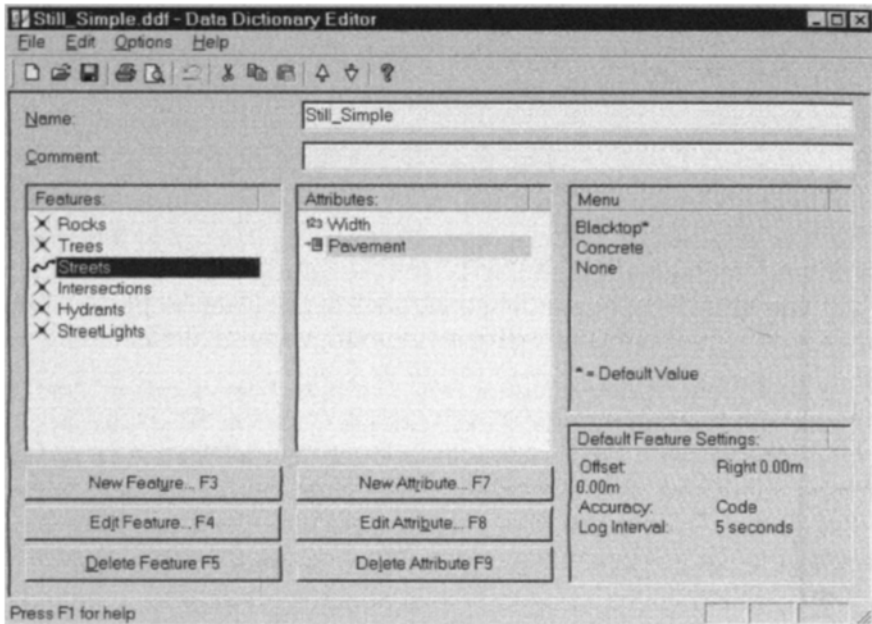 Still_Simple.ddf - Data Dictionary Editor
File Edit Options Help
Name: Still_Simple
Comment:
Features:
Rocks
Trees
Streets
Intersections
Hydrants
StreetLights
Attributes:
123 Width
Pavement
Menu
Blacktop*
Concrete
None
* = Default Value
Default Feature Settings:
Offset: Right 0.00m
0.00m
Accuracy: Code
Log Interval: 5 seconds
New Feature... F3
New Attribute... F7
Edit Feature... F4
Edit Attribute... F8
Delete Feature F5
Delete Attribute F9
Press F1 for help